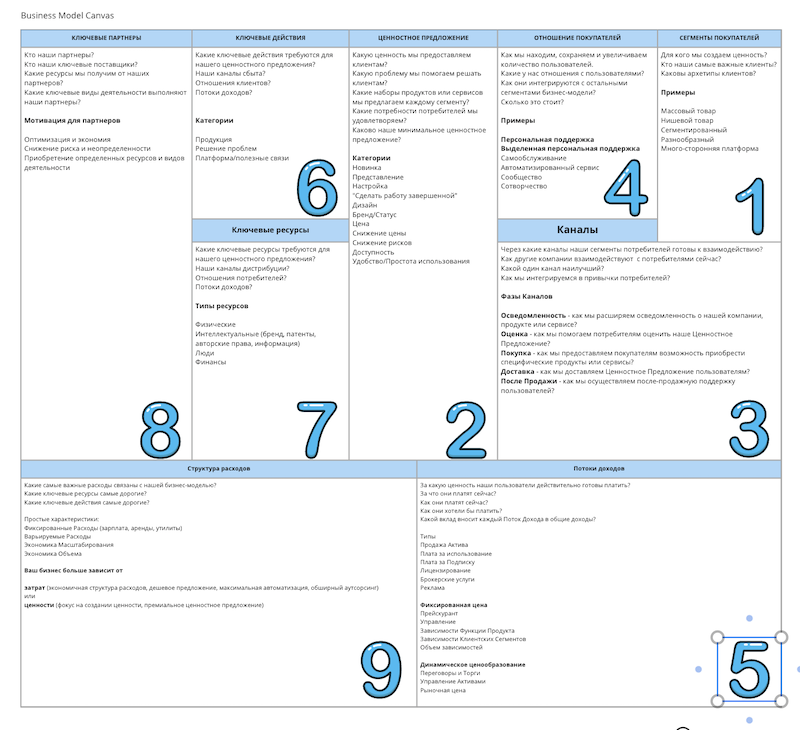 Business Model Canvas
КЛЮЧЕВЫЕ ПАРТНЕРЫ
Кто наши партнеры?
Кто наши ключевые поставщики?
Какие ресурсы мы получим от наших
партнеров?
Какие ключевые виды деятельности выполняют
наши партнеры?
Мотивация для партнеров
Оптимизация и экономия
Снижение риска и неопределенности
Приобретение определенных ресурсов и видов
деятельности
8
КЛЮЧЕВЫЕ ДЕЙСТВИЯ
Какие ключевые действия требуются для
нашего ценностного предложения?
Наши каналы сбыта?
Отношения клиентов?
Потоки доходов?
Категории
Продукция
Решение проблем
Платформа/полезные связи
6
Ключевые ресурсы
Какие ключевые ресурсы требуются для
нашего ценностного предложения?
Наши каналы дистрибуции?
Отношения потребителей?
Потоки доходов?
Типы ресурсов
Физические
Интеллектуальные (бренд, патенты,
авторские права, информация)
Люди
Финансы
7
ЦЕННОСТНОЕ ПРЕДЛОЖЕНИЕ
Какую ценность мы предоставляем
клиентам?
Какую проблему мы помогаем решать
клиентам?
Какие наборы продуктов или сервисов
мы предлагаем каждому сегменту?
Какие потребности потребителей мы
удовлетворяем?
Каково наше минимальное ценностное
предложение?
Категории
Новинка
Представление
Настройка
"Сделать работу завершенной"
Дизайн
Бренд/Статус
Цена
Снижение цены
Снижение рисков
Доступность
Удобство/Простота использования
2
ОТНОШЕНИЕ ПОКУПАТЕЛЕЙ
Как мы находим, сохраняем и увеличиваем
количество пользователей.
Какие у нас отношения с пользователями?
Как они интегрируются с остальными
сегментами бизнес-модели?
Сколько это стоит?
Примеры
Персональная поддержка
Выделенная персональная поддержка
Самообслуживание
Автоматизированный сервис
Сообщество
Сотворчество
4
СЕГМЕНТЫ ПОКУПАТЕЛЕЙ
Для кого мы создаем ценность?
Кто наши самые важные клиенты?
Каковы архетипы клиентов?
Примеры
Массовый товар
Нишевой товар
Сегментированный
Разнообразный
Много-сторонняя платформа
1
Каналы
Через какие каналы наши сегменты потребителей готовы к взаимодействию?
Как другие компании взаимодействуют с потребителями сейчас?
Какой один канал наилучший?
Как мы интегрируемся в привычки потребителей?
Фазы Каналов
Осведомленность - как мы расширяем осведомленность о нашей компании,
продукте или сервисе?
Оценка - как мы помогаем потребителям оценить наше Ценностное
Предложение?
Покупка - как мы предоставляем покупателям возможность приобрести
специфические продукты или сервисы?
Доставка - как мы доставляем Ценностное Предложение пользователям?
После Продажи - как мы осуществляем после-продажную поддержку
пользователей?
3
Структура расходов
Какие самые важные расходы связаны с нашей бизнес-моделью?
Какие ключевые ресурсы самые дорогие?
Какие ключевые действия самые дорогие?
Простые характеристики:
Фиксированные Расходы (зарплата, аренды, утилиты)
Варьируемые Расходы
Экономика Масштабирования
Экономика Объема
Ваш бизнес больше зависит от
затрат (экономичная структура расходов, дешевое предложение, максимальная автоматизация, обширный аутсорсинг)
или
ценности (фокус на создании ценности, премиальное ценностное предложение)
9
Потоки доходов
За какую ценность наши пользователи действительно готовы платить?
За что они платят сейчас?
Как они платят сейчас?
Как они хотели бы платить?
Какой вклад вносит каждый Поток Дохода в общие доходы?
Типы
Продажа Актива
Плата за использование
Плата за Подписку
Лицензирование
Брокерские услуги
Реклама
Фиксированная цена
Прейскурант
Управление
Зависимости Функции Продукта
Зависимости Клиентских Сегментов
Объем зависимостей
Динамическое ценообразование
Переговоры и Торги
Управление Активами
Рыночная цена
5